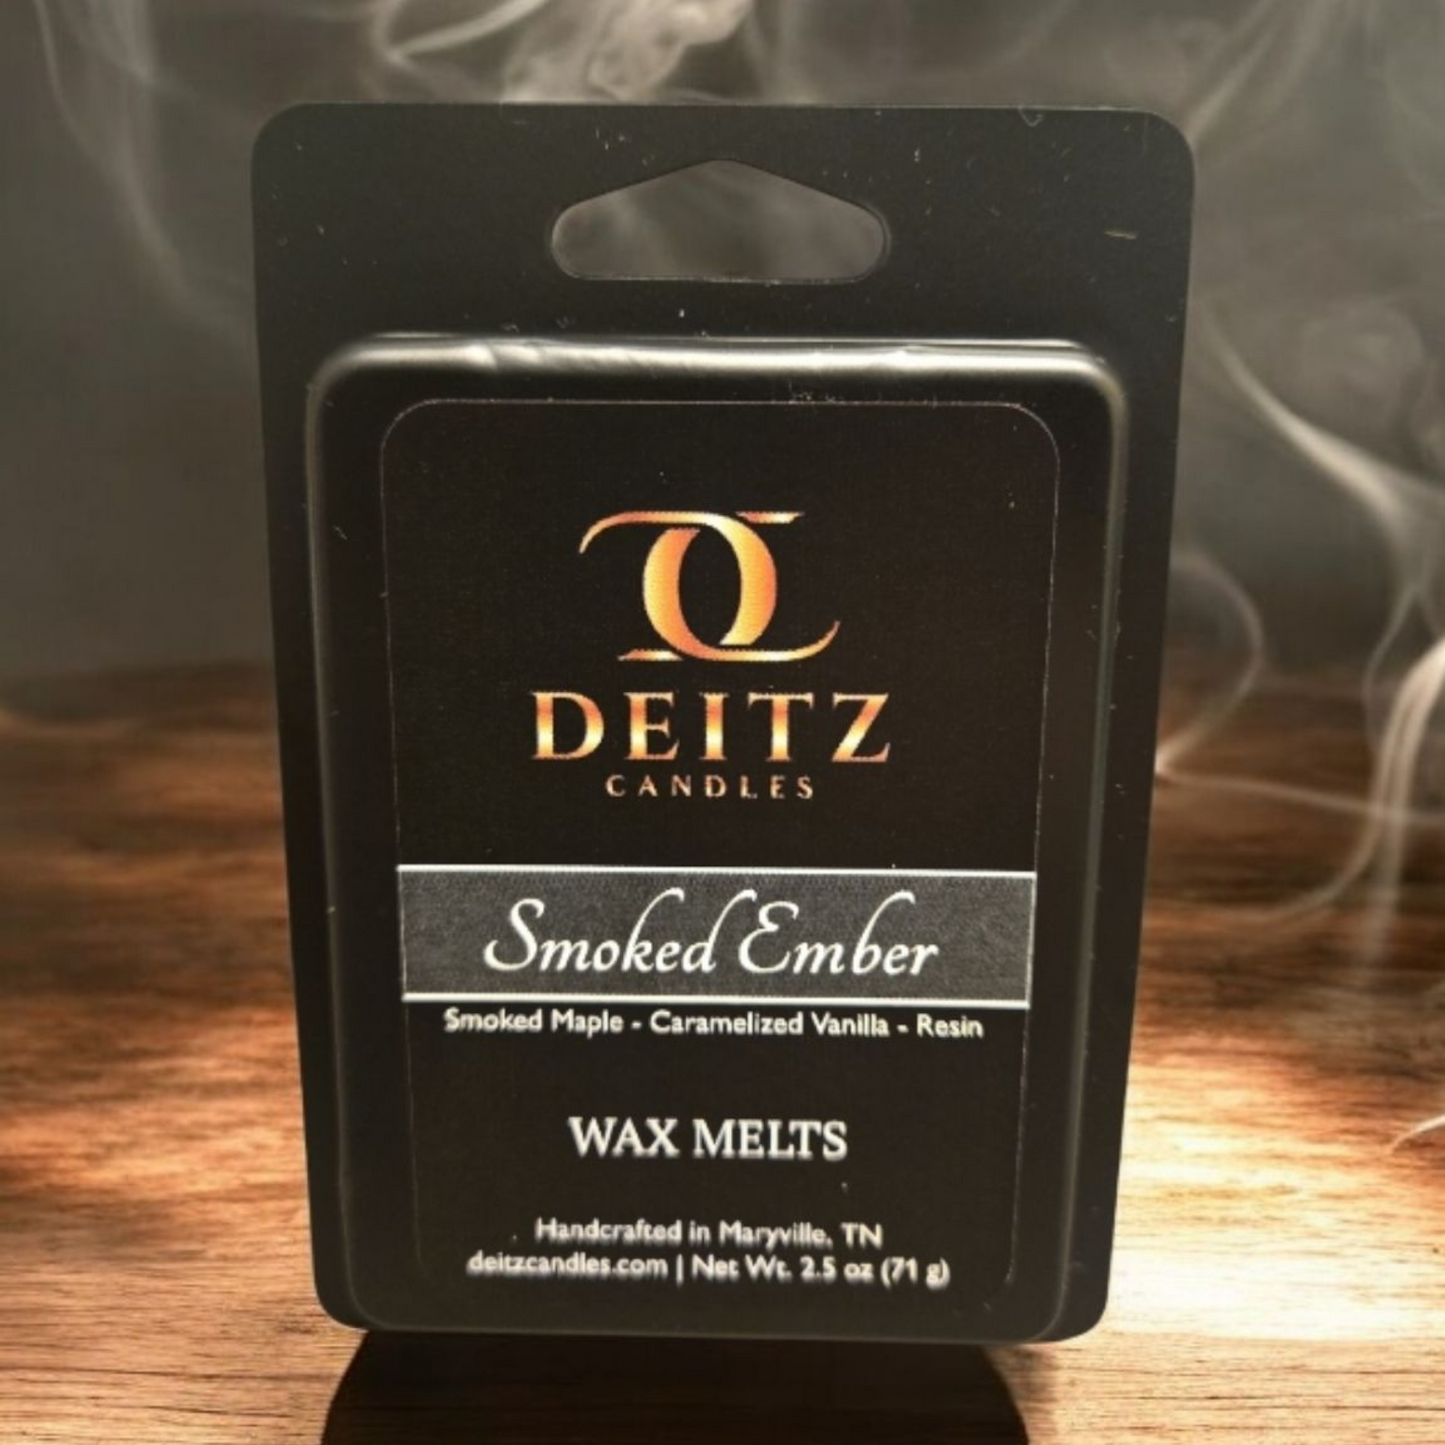 DEITZ
CANDLES
Smoked Ember
Smoked Maple - Caramelized Vanilla - Resin
WAX MELTS
Handcrafted in Maryville, TN
deitzcandles.com | Net Wt. 2.5 oz (71 g)